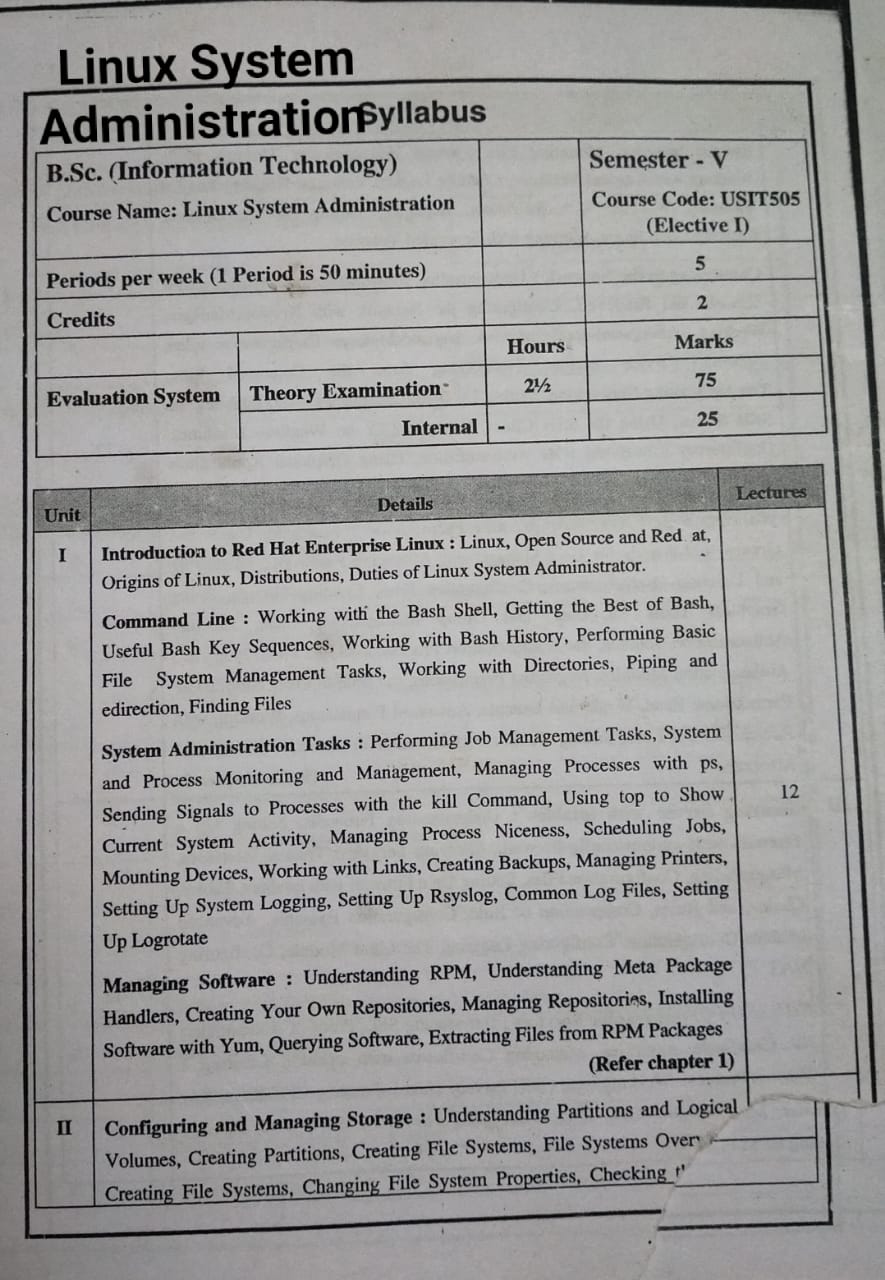 Linux System
Administration Syllabus
B.Sc. (Information Technology)
Semester - V
Course Name: Linux System Administration
Course Code: USIT505
(Elective I)
Periods per week (1 Period is 50 minutes)
5
Credits
2
Hours
Marks
Evaluation System
Theory Examination
2½
75
Internal
-
25
Unit
Details
Lectures
I
Introduction to Red Hat Enterprise Linux : Linux, Open Source and Red at,
Origins of Linux, Distributions, Duties of Linux System Administrator.
Command Line : Working with the Bash Shell, Getting the Best of Bash,
Useful Bash Key Sequences, Working with Bash History, Performing Basic
File System Management Tasks, Working with Directories, Piping and
edirection, Finding Files
System Administration Tasks : Performing Job Management Tasks, System
and Process Monitoring and Management, Managing Processes with ps,
Sending Signals to Processes with the kill Command, Using top to Show
12
Current System Activity, Managing Process Niceness, Scheduling Jobs,
Mounting Devices, Working with Links, Creating Backups, Managing Printers,
Setting Up System Logging, Setting Up Rsyslog, Common Log Files, Setting
Up Logrotate
Managing Software : Understanding RPM, Understanding Meta Package
Handlers, Creating Your Own Repositories, Managing Repositories, Installing
Software with Yum, Querying Software, Extracting Files from RPM Packages
(Refer chapter 1)
II
Configuring and Managing Storage : Understanding Partitions and Logical
Volumes, Creating Partitions, Creating File Systems, File Systems Over
Creating File Systems, Changing File System Properties, Checking